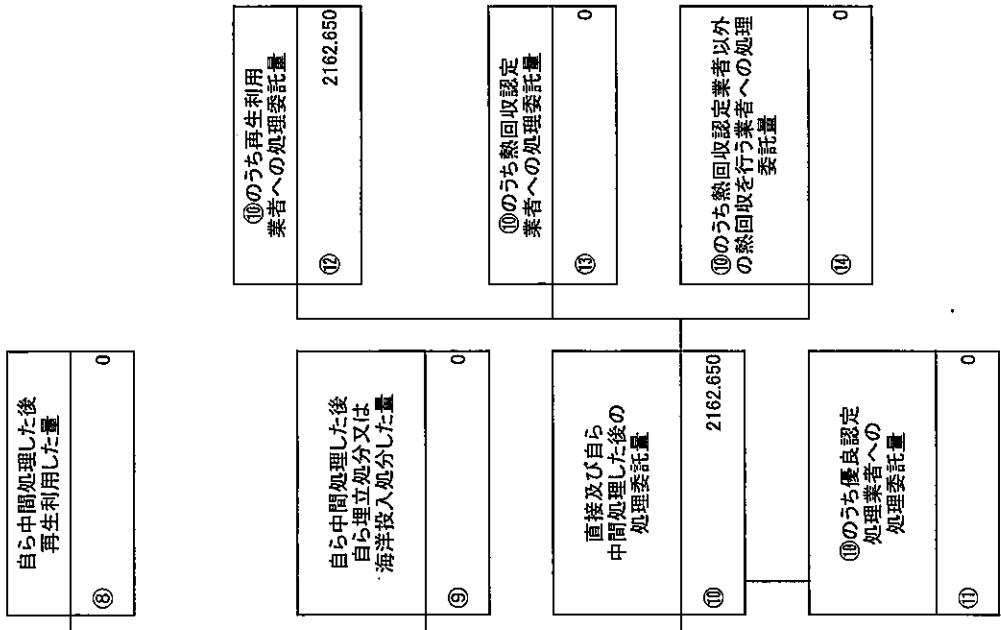 自ら中間処理した後
再生利用した量
⑧ 0
自ら中間処理した後
自ら埋立処分又は
海洋投入処分した量
⑨ 0
直接及び自ら
中間処理した後の
処理委託量
⑩ 2162.650
⑩のうち優良認定
処理業者への
処理委託量
⑪ 0
⑩のうち再生利用
業者への処理委託量
⑫ 2162.650
⑩のうち熱回収認定
業者への処理委託量
⑬ 0
⑩のうち熱回収認定業者以外
の熱回収を行う業者への処理
委託量
⑭ 0